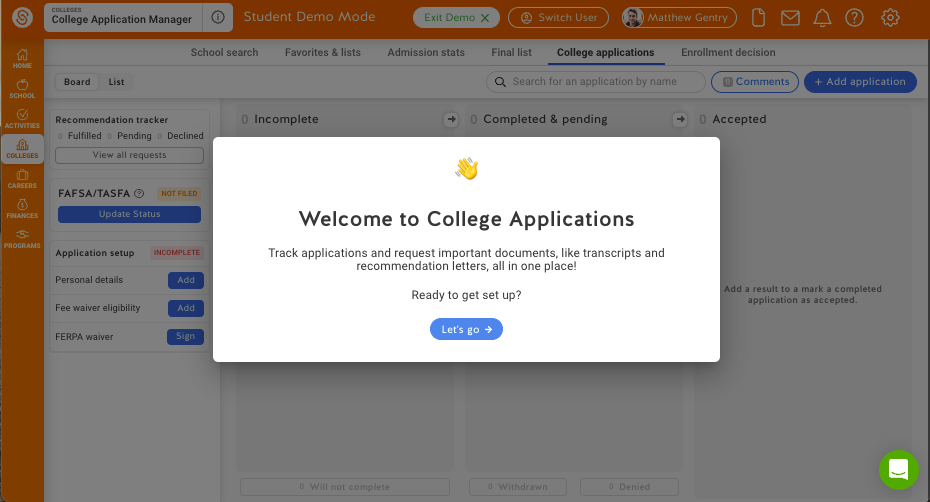 COLLEGES
College Application Manager
Student Demo Mode
Exit Demo
Switch User
Matthew Gentry
School search
Favorites & lists
Admission stats
Final list
College applications
Enrollment decision
HOME
SCHOOL
ACTIVITIES
COLLEGES
CAREERS
FINANCES
PROGRAMS
Board
List
Search for an application by name
0 Comments
+ Add application
Recommendation tracker
0 Fulfilled 0 Pending 0 Declined
View all requests
FAFSA/TASFA
NOT FILED
Update Status
Application setup
INCOMPLETE
Personal details
Add
Fee waiver eligibility
Add
FERPA waiver
Sign
0 Incomplete
0 Completed & pending
0 Accepted
Welcome to College Applications
Track applications and request important documents, like transcripts and
recommendation letters, all in one place!
Ready to get set up?
Let's go
Add a result to a mark a completed
application as accepted.
0 Will not complete
0 Withdrawn
0 Denied